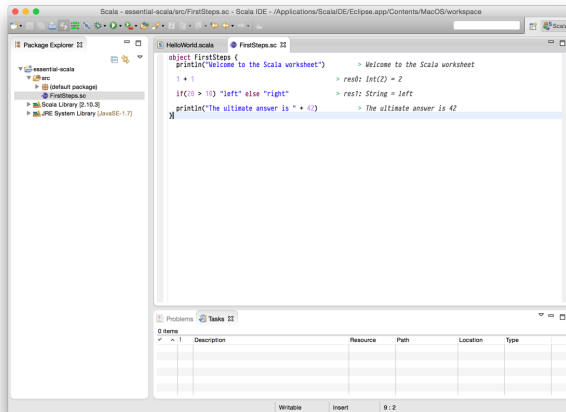 Scala - essential-scala/src/FirstSteps.sc - Scala IDE - /Applications/ScalaIDE/Eclipse.app/Contents/MacOS/workspace
Scala
Package Explorer
essential-scala
src
(default package)
FirstSteps.sc
Scala Library [2.10.3]
JRE System Library [JavaSE-1.7]
HelloWorld.scala FirstSteps.sc
object FirstSteps {
println("Welcome to the Scala worksheet") > Welcome to the Scala worksheet
1 + 1 > res0: Int(2) = 2
if(20 > 10) "left" else "right" > res1: String = left
println("The ultimate answer is " + 42) > The ultimate answer is 42
}
Problems Tasks
0 items
! Description Resource Path Location Type
Writable Insert 9 : 2